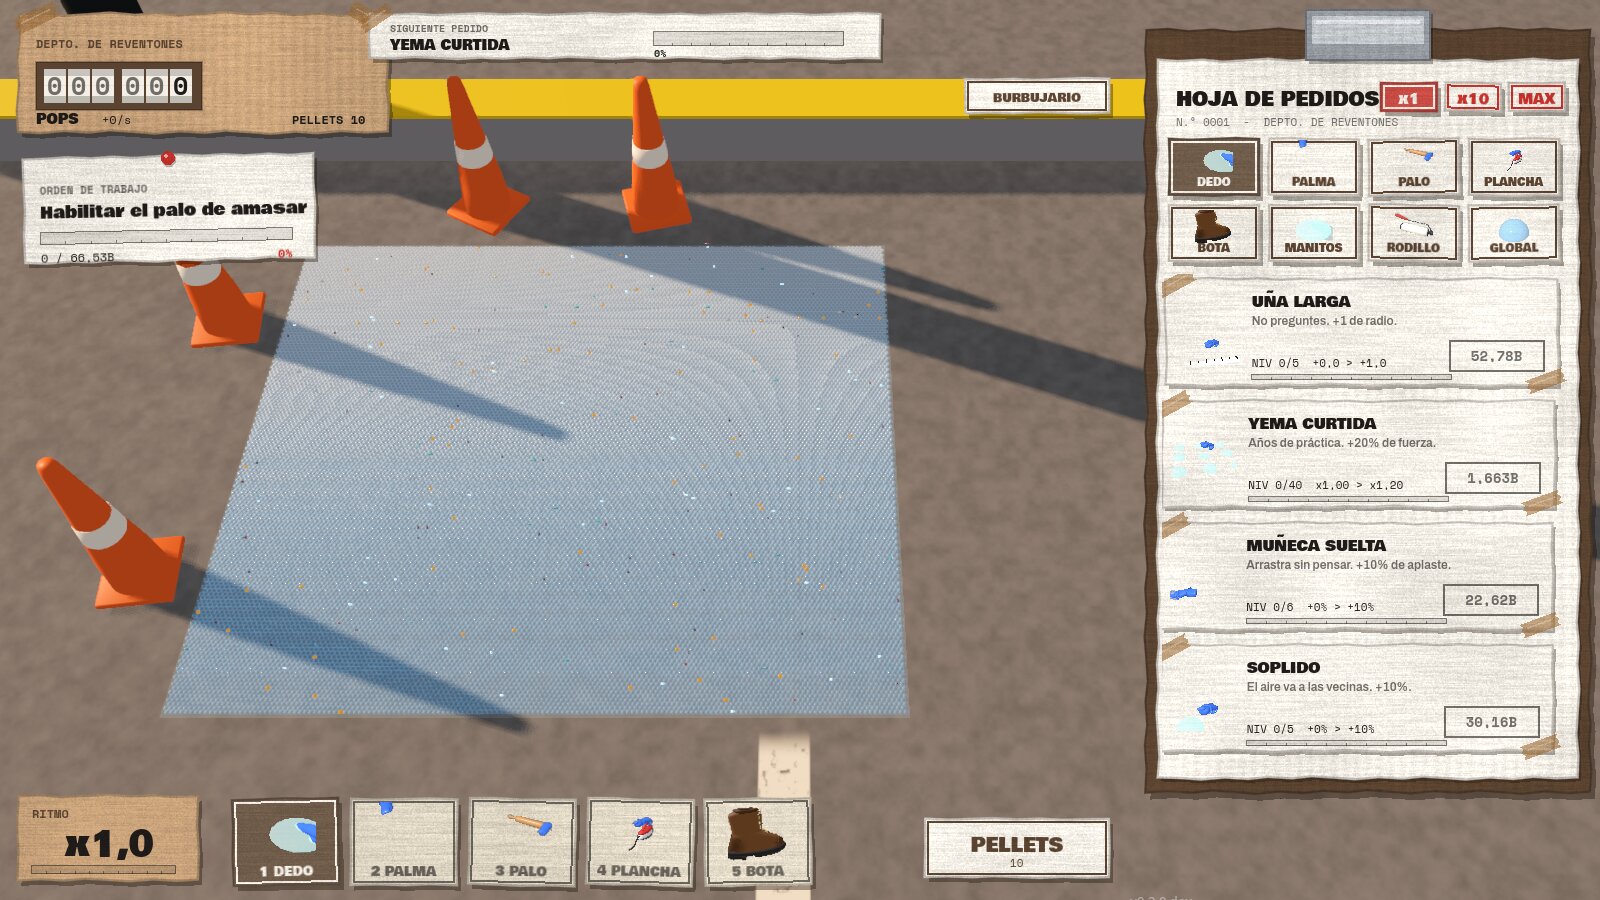 DEPTO. DE REVENTONES
000 000
POPS +0/s PELLETS 10
SIGUIENTE PEDIDO
YEMA CURTIDA
0%
BURBUJARIO
ORDEN DE TRABAJO
Habilitar el palo de amasar
0 / 66,53B 0%
HOJA DE PEDIDOS x1 x10 MAX
N.° 0001 - DEPTO. DE REVENTONES
DEDO PALMA PALO PLANCHA
BOTA MANITOS RODILLO GLOBAL
UÑA LARGA
No preguntes. +1 de radio.
NIV 0/5 +0,0 > +1,0 52,78B
YEMA CURTIDA
Años de práctica. +20% de fuerza.
NIV 0/40 x1,00 > x1,20 1,663B
MUÑECA SUELTA
Arrastra sin pensar. +10% de aplaste.
NIV 0/6 +0% > +10% 22,62B
SOPLIDO
El aire va a las vecinas. +10%.
NIV 0/5 +0% > +10% 30,16B
RITMO
x1,0
1 DEDO 2 PALMA 3 PALO 4 PLANCHA 5 BOTA
PELLETS
10